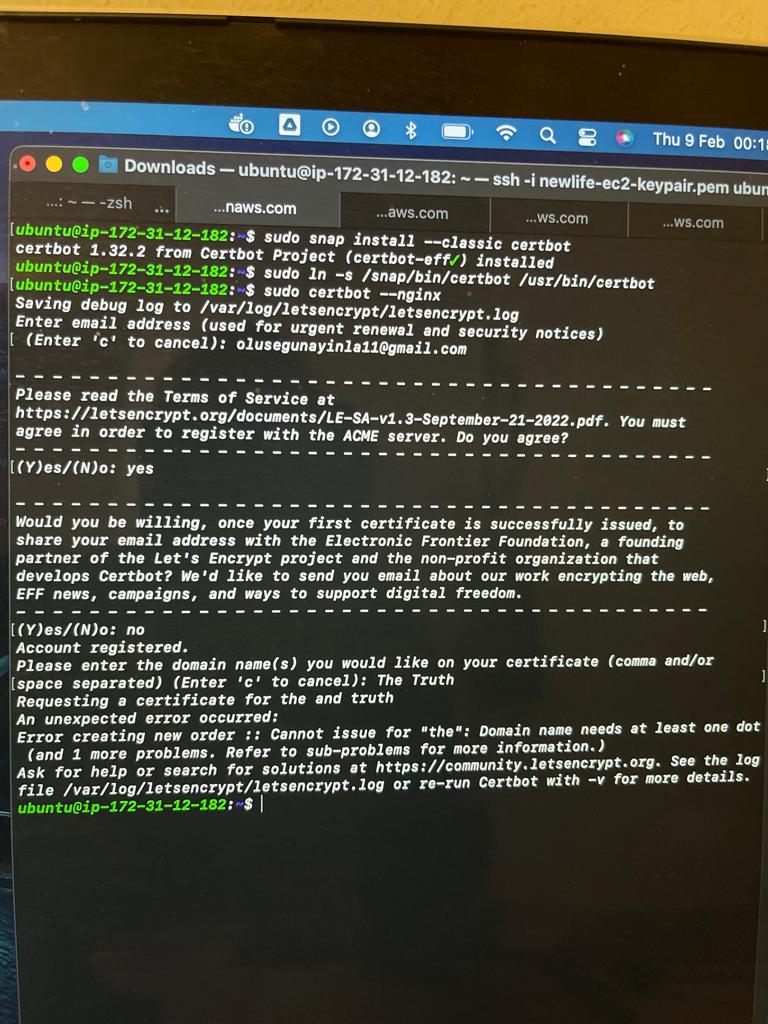 Thu 9 Feb 00:1
Downloads — ubuntu@ip-172-31-12-182: ~ — ssh -i newlife-ec2-keypair.pem ubun
...: ~ — -zsh ... ...naws.com ...aws.com ...ws.com ...ws.com
[ubuntu@ip-172-31-12-182:~$ sudo snap install --classic certbot
certbot 1.32.2 from Certbot Project (certbot-eff✓) installed
ubuntu@ip-172-31-12-182:~$ sudo ln -s /snap/bin/certbot /usr/bin/certbot
[ubuntu@ip-172-31-12-182:~$ sudo certbot --nginx
Saving debug log to /var/log/letsencrypt/letsencrypt.log
Enter email address (used for urgent renewal and security notices)
[ (Enter 'c' to cancel): olusegunayinla11@gmail.com
- - - - - - - - - - - - - - - - - - - - - - - - - - - - - - - - - - - - - - - -
Please read the Terms of Service at
https://letsencrypt.org/documents/LE-SA-v1.3-September-21-2022.pdf. You must
agree in order to register with the ACME server. Do you agree?
- - - - - - - - - - - - - - - - - - - - - - - - - - - - - - - - - - - - - - - -
[(Y)es/(N)o: yes ]
- - - - - - - - - - - - - - - - - - - - - - - - - - - - - - - - - - - - - - - -
Would you be willing, once your first certificate is successfully issued, to
share your email address with the Electronic Frontier Foundation, a founding
partner of the Let's Encrypt project and the non-profit organization that
develops Certbot? We'd like to send you email about our work encrypting the web,
EFF news, campaigns, and ways to support digital freedom.
- - - - - - - - - - - - - - - - - - - - - - - - - - - - - - - - - - - - - - - -
[(Y)es/(N)o: no ]
Account registered.
Please enter the domain name(s) you would like on your certificate (comma and/or
[space separated) (Enter 'c' to cancel): The Truth ]
Requesting a certificate for the and truth
An unexpected error occurred:
Error creating new order :: Cannot issue for "the": Domain name needs at least one dot
(and 1 more problems. Refer to sub-problems for more information.)
Ask for help or search for solutions at https://community.letsencrypt.org. See the log
file /var/log/letsencrypt/letsencrypt.log or re-run Certbot with -v for more details.
ubuntu@ip-172-31-12-182:~$